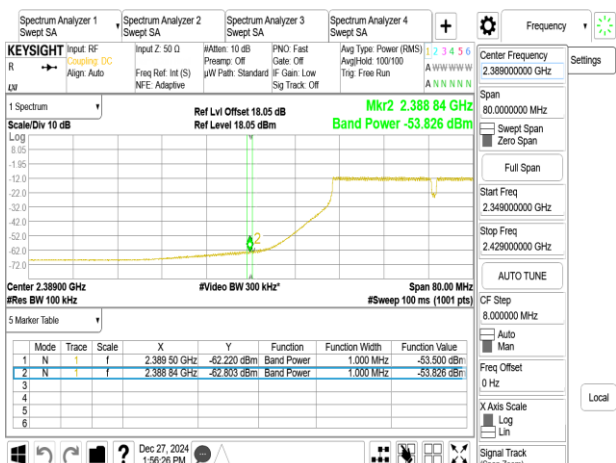 Spectrum Analyzer 1
Swept SA
Spectrum Analyzer 2
Swept SA
Spectrum Analyzer 3
Swept SA
Spectrum Analyzer 4
Swept SA
+
Frequency
KEYSIGHT
R
Input: RF
Coupling: DC
Align: Auto
Input Z: 50 Ω
Freq Ref: Int (S)
NFE: Adaptive
#Atten: 10 dB
Preamp: Off
µW Path: Standard
PNO: Fast
Gate: Off
IF Gain: Low
Sig Track: Off
Avg Type: Power (RMS)
Avg|Hold: 100/100
Trig: Free Run
1 2 3 4 5 6
A W W W W W
A N N N N N
1 Spectrum
Scale/Div 10 dB
Ref Lvl Offset 18.05 dB
Ref Level 18.05 dBm
Mkr2 2.388 84 GHz
Band Power -53.826 dBm
Log
8.05
-1.95
-12.0
-22.0
-32.0
-42.0
-52.0
-62.0
-72.0
2
Center 2.38900 GHz
#Res BW 100 kHz
#Video BW 300 kHz*
Span 80.00 MHz
#Sweep 100 ms (1001 pts)
5 Marker Table
Mode Trace Scale X Y Function Function Width Function Value
1 N 1 f 2.389 50 GHz -62.220 dBm Band Power 1.000 MHz -53.500 dBm
2 N 1 f 2.388 84 GHz -62.803 dBm Band Power 1.000 MHz -53.826 dBm
3
4
5
6
?
Dec 27, 2024
1:56:26 PM
Center Frequency
2.389000000 GHz
Settings
Span
80.0000000 MHz
Swept Span
Zero Span
Full Span
Start Freq
2.349000000 GHz
Stop Freq
2.429000000 GHz
AUTO TUNE
CF Step
8.000000 MHz
Auto
Man
Freq Offset
0 Hz
X Axis Scale
Log
Lin
Local
Signal Track